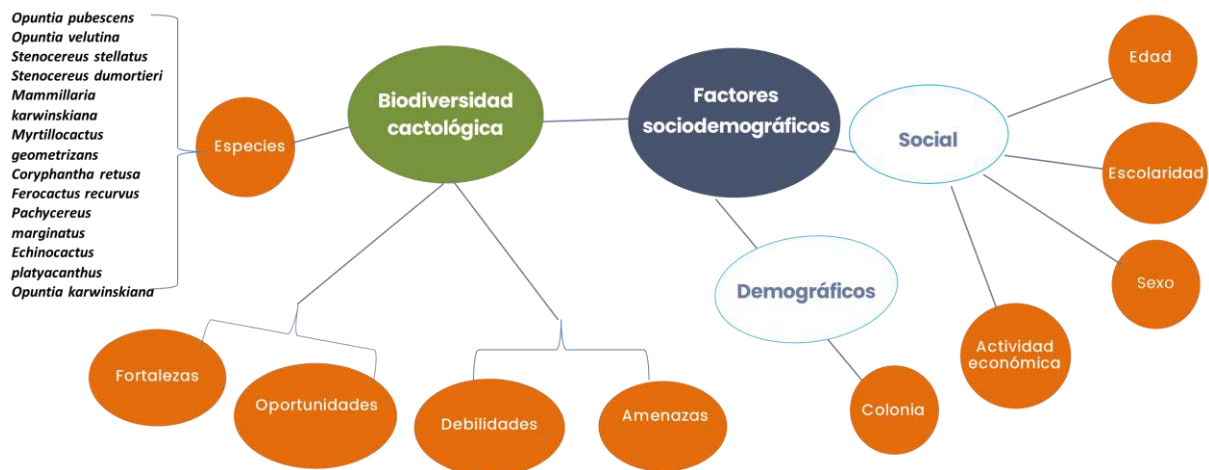 Opuntia pubescens
Opuntia velutina
Stenocereus stellatus
Stenocereus dumortieri
Mammillaria
karwinskiana
Myrtillocactus
geometrizans
Coryphantha retusa
Ferocactus recurvus
Pachycereus
marginatus
Echinocactus
platyacanthus
Opuntia karwinskiana
Especies
Biodiversidad
cactológica
Factores
sociodemográficos
Social
Edad
Escolaridad
Sexo
Actividad
económica
Demográficos
Colonia
Fortalezas
Oportunidades
Debilidades
Amenazas